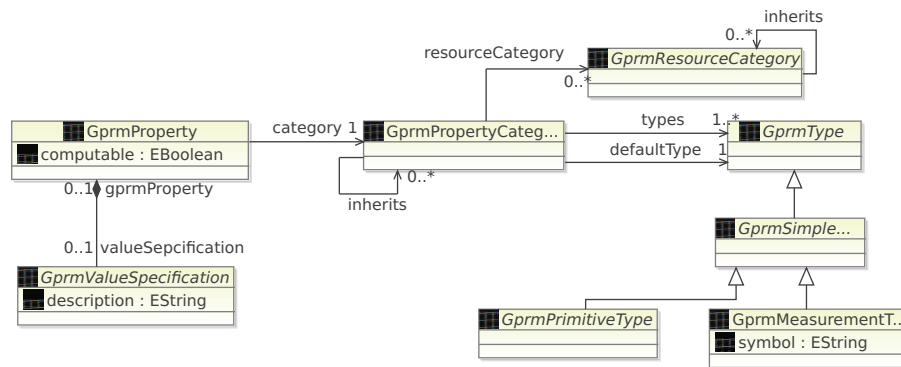 inherits
0..*
resourceCategory
GprmResourceCategory
0..*
GprmProperty
category 1
GprmPropertyCateg...
types
1..*
GprmType
computable : EBoolean
defaultType
1
0..1 gprmProperty
0..*
inherits
GprmSimple...
0..1 valueSepcification
GprmValueSpecification
description : EString
GprmPrimitiveType
GprmMeasurementT...
symbol : EString